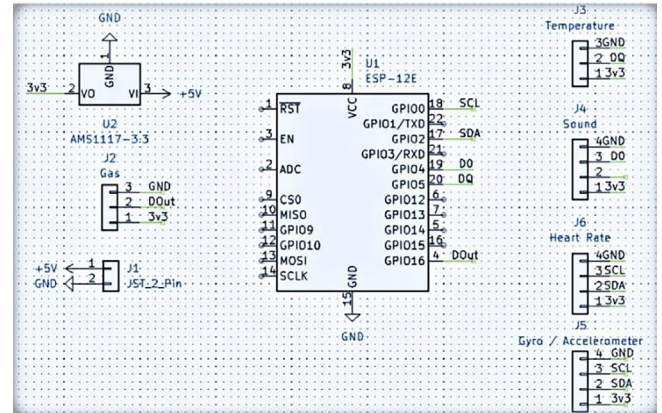 GND
1
GND
3v3
2
VO
VI
3
+5V
U2
AMS1117-3.3
J2
Gas
3 GND
2 DOut
1 3v3
+5V 1
GND 2
J1
JST_2_Pin
3v3
8
U1
ESP-12E
VCC
1 RST
3 EN
2 ADC
9 CS0
10 MISO
11 GPIO9
12 GPIO10
13 MOSI
14 SCLK
GPIO0 18 SCL
GPIO1/TXD 22
GPIO2 17 SDA
GPIO3/RXD 21
GPIO4 19 DO
GPIO5 20 DQ
GPIO12 6
GPIO13 7
GPIO14 5
GPIO15 16
GPIO16 4 DOut
GND
15
GND
J3
Temperature
3 GND
2 DQ
1 3v3
J4
Sound
4 GND
3 DO
2
1 3v3
J6
Heart Rate
4 GND
3 SCL
2 SDA
1 3v3
J5
Gyro / Accelerometer
4 GND
3 SCL
2 SDA
1 3v3